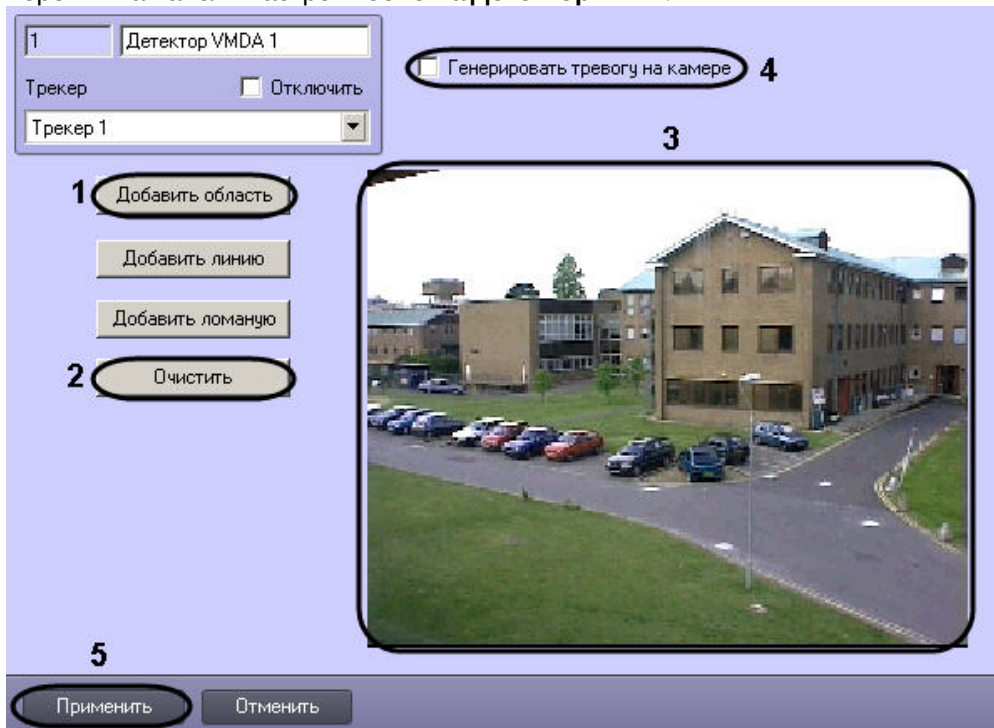 1 Детектор VMDA 1
Генерировать тревогу на камере 4
Трекер Отключить
Трекер 1
3
1 Добавить область
Добавить линию
Добавить ломаную
2 Очистить
5
Применить Отменить